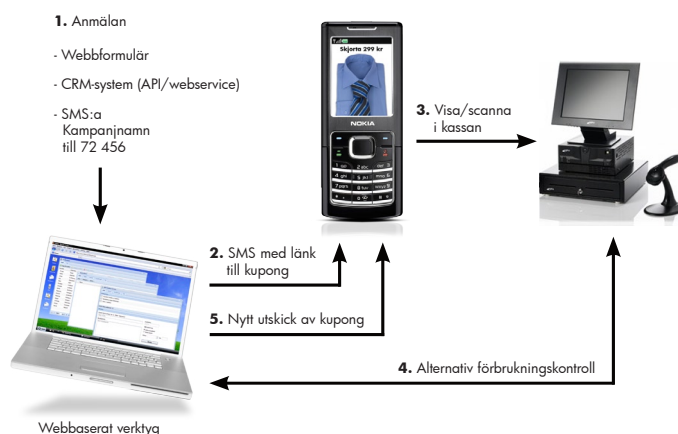 1. Anmälan
- Webbformulär
- CRM-system (API/webservice)
- SMS:a
Kampanjnamn
till 72 456
Skjorta 299 kr
NOKIA
3. Visa/scanna
i kassan
2. SMS med länk
till kupong
5. Nytt utskick av kupong
4. Alternativ förbrukningskontroll
Webbaserat verktyg